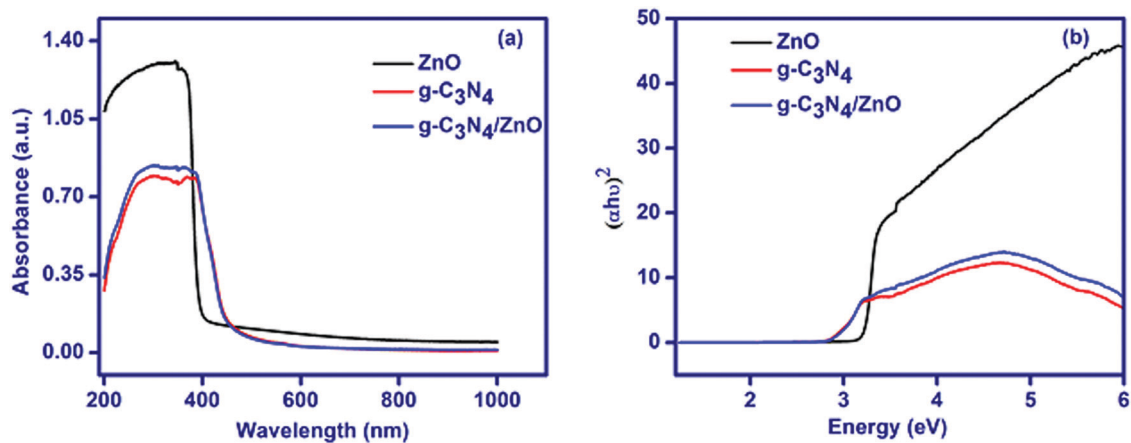 (a)
ZnO
g-C₃N₄
g-C₃N₄/ZnO
1.40
1.05
0.70
0.35
0.00
Absorbance (a.u.)
200 400 600 800 1000
Wavelength (nm)
(b)
ZnO
g-C₃N₄
g-C₃N₄/ZnO
50
40
30
20
10
0
(αhυ)²
2 3 4 5 6
Energy (eV)